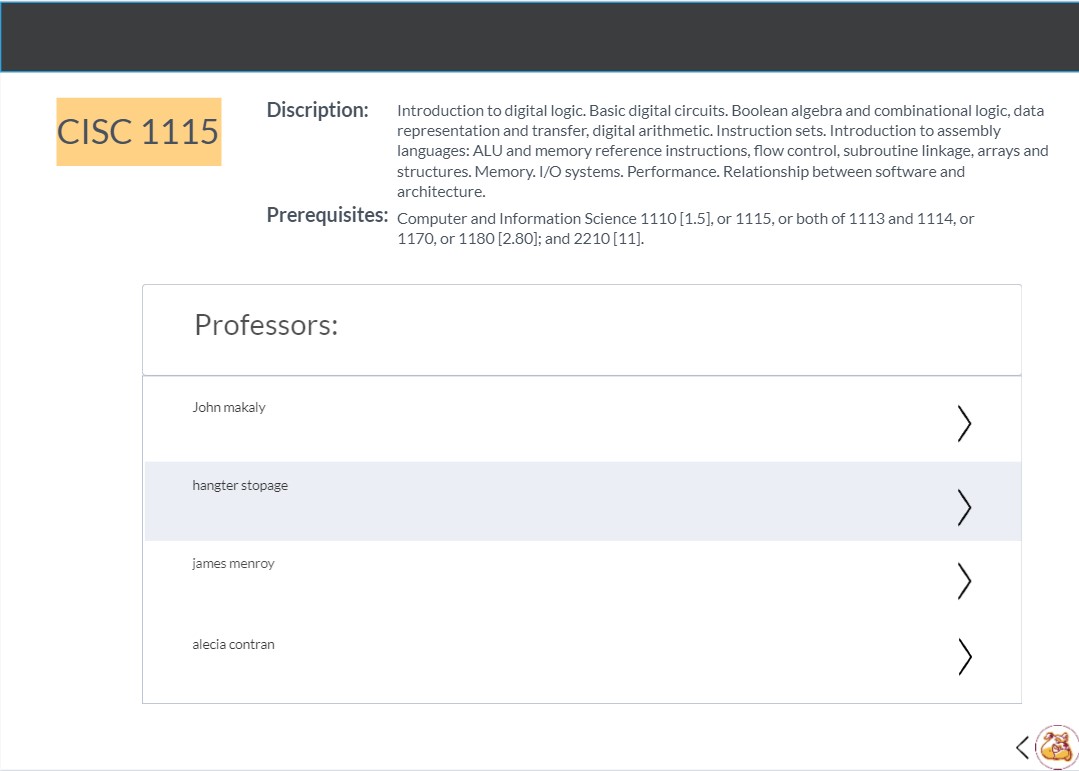 CISC 1115
Discription:
Introduction to digital logic. Basic digital circuits. Boolean algebra and combinational logic, data
representation and transfer, digital arithmetic. Instruction sets. Introduction to assembly
languages: ALU and memory reference instructions, flow control, subroutine linkage, arrays and
structures. Memory. I/O systems. Performance. Relationship between software and
architecture.
Prerequisites:
Computer and Information Science 1110 [1.5], or 1115, or both of 1113 and 1114, or
1170, or 1180 [2.80]; and 2210 [11].
Professors:
John makaly
hangter stopage
james menroy
alecia contran